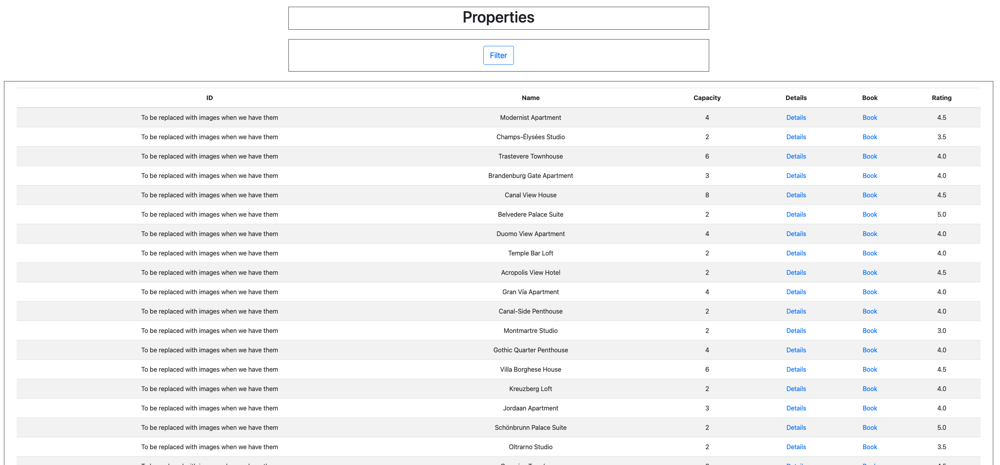 Properties
Filter
ID Name Capacity Details Book Rating
To be replaced with images when we have them Modernist Apartment 4 Details Book 4.5
To be replaced with images when we have them Champs-Élysées Studio 2 Details Book 3.5
To be replaced with images when we have them Trastevere Townhouse 6 Details Book 4.0
To be replaced with images when we have them Brandenburg Gate Apartment 3 Details Book 4.0
To be replaced with images when we have them Canal View House 8 Details Book 4.5
To be replaced with images when we have them Belvedere Palace Suite 2 Details Book 5.0
To be replaced with images when we have them Duomo View Apartment 4 Details Book 4.0
To be replaced with images when we have them Temple Bar Loft 2 Details Book 4.0
To be replaced with images when we have them Acropolis View Hotel 2 Details Book 4.5
To be replaced with images when we have them Gran Vía Apartment 4 Details Book 4.0
To be replaced with images when we have them Canal-Side Penthouse 2 Details Book 4.0
To be replaced with images when we have them Montmartre Studio 2 Details Book 3.0
To be replaced with images when we have them Gothic Quarter Penthouse 4 Details Book 4.0
To be replaced with images when we have them Villa Borghese House 6 Details Book 4.5
To be replaced with images when we have them Kreuzberg Loft 2 Details Book 4.0
To be replaced with images when we have them Jordaan Apartment 3 Details Book 4.0
To be replaced with images when we have them Schönbrunn Palace Suite 2 Details Book 5.0
To be replaced with images when we have them Oltrarno Studio 2 Details Book 3.5